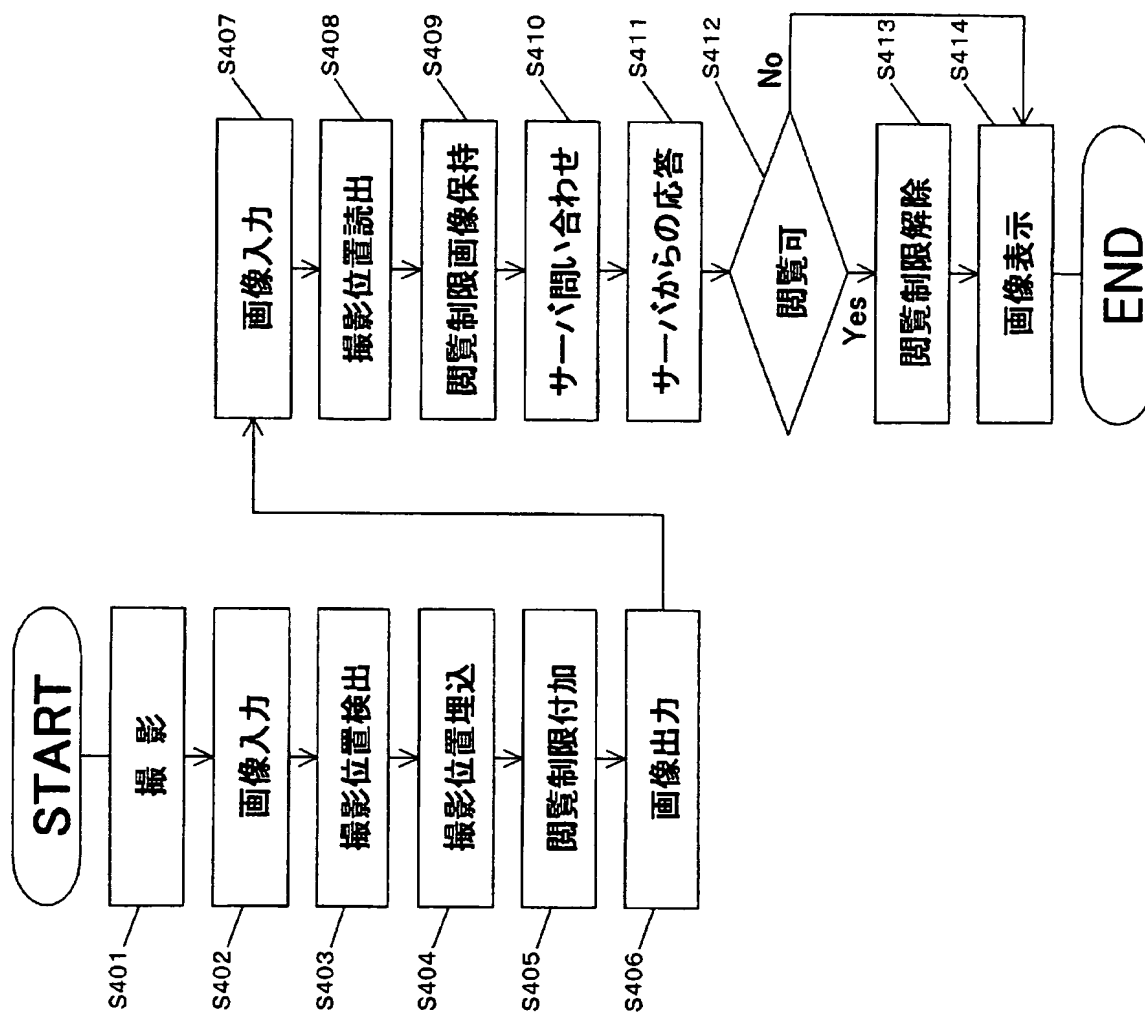 START
S401
撮 影
S402
画像入力
S403
撮影位置検出
S404
撮影位置埋込
S405
閲覧制限付加
S406
画像出力
S407
画像入力
S408
撮影位置読出
S409
閲覧制限画像保持
S410
サーバ問い合わせ
S411
サーバからの応答
S412
閲覧可
No
Yes
S413
閲覧制限解除
S414
画像表示
END